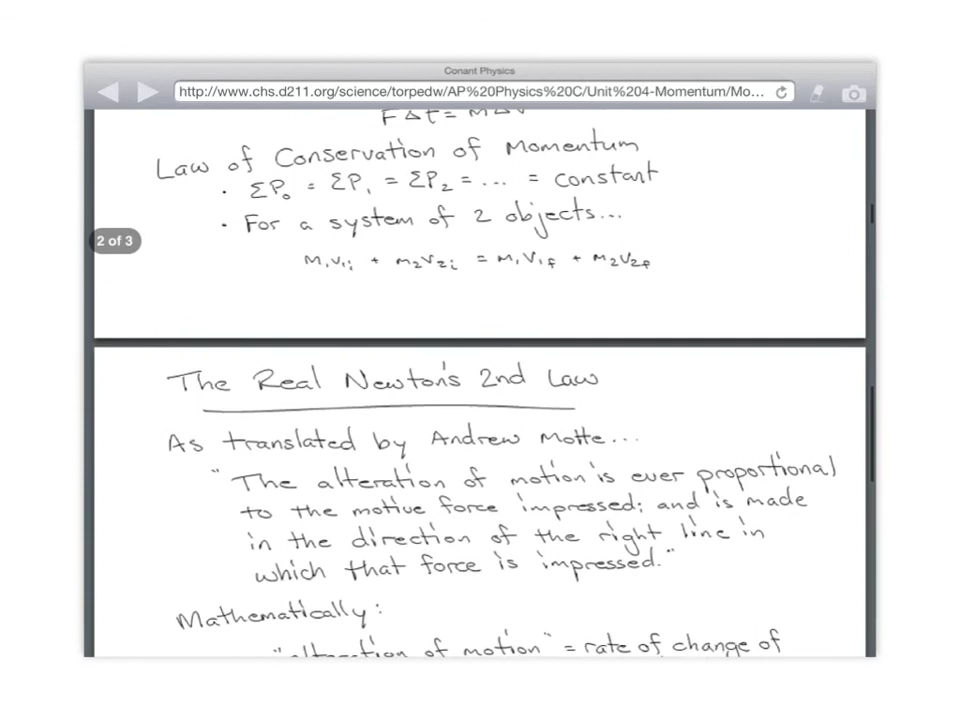 Conant Physics
http://www.chs.d211.org/science/torpedw/AP%20Physics%20C/Unit%204-Momentum/Mo...
FΔt = mΔv
Law of Conservation of Momentum
· ΣP₀ = ΣP₁ = ΣP₂ = ... = constant
· For a system of 2 objects...
2 of 3
m₁v₁ᵢ + m₂v₂ᵢ = m₁v₁f + m₂v₂f
The Real Newton's 2nd Law
As translated by Andrew Motte...
"The alteration of motion is ever proportional
to the motive force impressed; and is made
in the direction of the right line in
which that force is impressed."
Mathematically:
"alteration of motion" = rate of change of